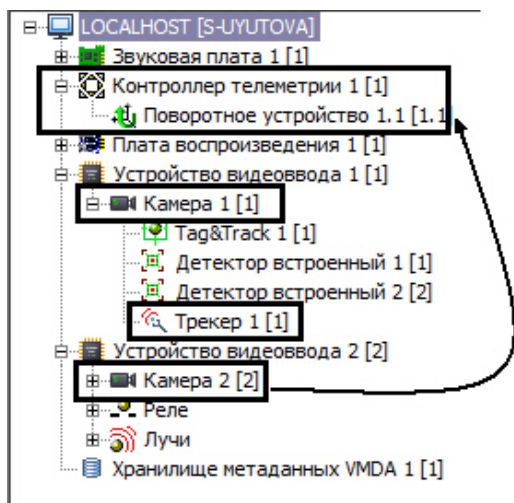 LOCALHOST [S-UYUTOVA]
Звуковая плата 1 [1]
Контроллер телеметрии 1 [1]
Поворотное устройство 1.1 [1.1
Плата воспроизведения 1 [1]
Устройство видеоввода 1 [1]
Камера 1 [1]
Tag&Track 1 [1]
Детектор встроенный 1 [1]
Детектор встроенный 2 [2]
Трекер 1 [1]
Устройство видеоввода 2 [2]
Камера 2 [2]
Реле
Лучи
Хранилище метаданных VMDA 1 [1]